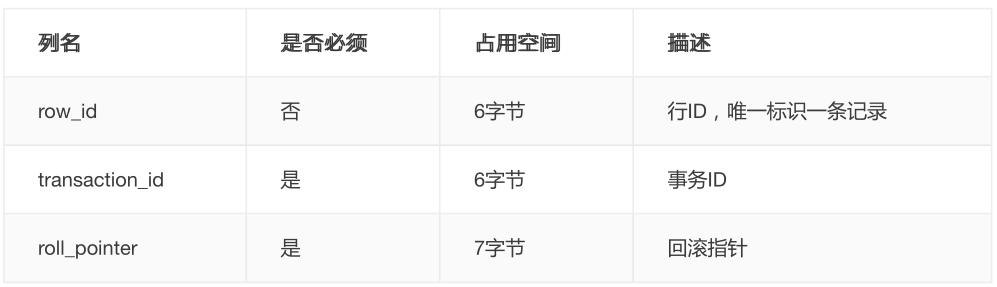 列名 是否必须 占用空间 描述
row_id 否 6字节 行ID，唯一标识一条记录
transaction_id 是 6字节 事务ID
roll_pointer 是 7字节 回滚指针